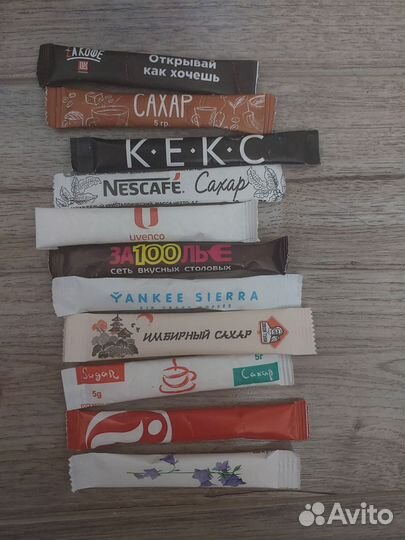 &КОФЕ
Открывай
как хочешь
САХАР
5 гр
К·Е·К·С
NESCAFÉ Сахар
uvenco
ЗА100ЛЬЕ
сеть вкусных столовых
YANKEE SIERRA
ИМБИРНЫЙ САХАР
Sugar
5g
5г
Сахар
Avito